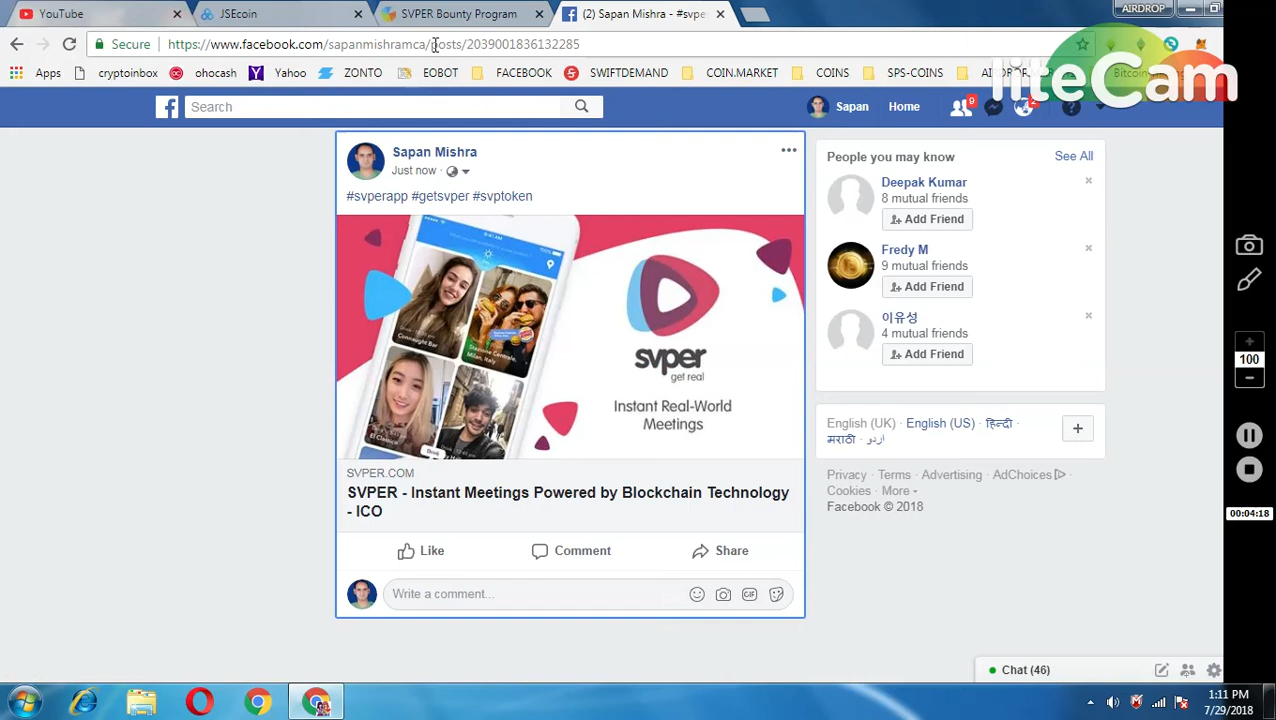 YouTube
JSEcoin
SVPER Bounty Program
(2) Sapan Mishra - #svpe
AIRDROP
Secure
https://www.facebook.com/sapanmishramca/posts/2039001836132285
Apps
cryptoinbox
ohocash
Yahoo
ZONTO
EOBOT
FACEBOOK
SWIFTDEMAND
COIN.MARKET
COINS
SPS-COINS
liteCam
Search
Sapan
Home
9
2
Sapan Mishra
Just now
#svperapp #getsvper #svptoken
svper
get real
Instant Real-World
Meetings
SVPER.COM
SVPER - Instant Meetings Powered by Blockchain Technology
- ICO
Like
Comment
Share
Write a comment...
GIF
People you may know
See All
Deepak Kumar
8 mutual friends
Add Friend
Fredy M
9 mutual friends
Add Friend
이유성
4 mutual friends
Add Friend
English (UK) · English (US) · हिन्दी ·
मराठी · اردو
Privacy · Terms · Advertising · AdChoices ·
Cookies · More
Facebook © 2018
100
00:04:18
Chat (46)
1:11 PM
7/29/2018